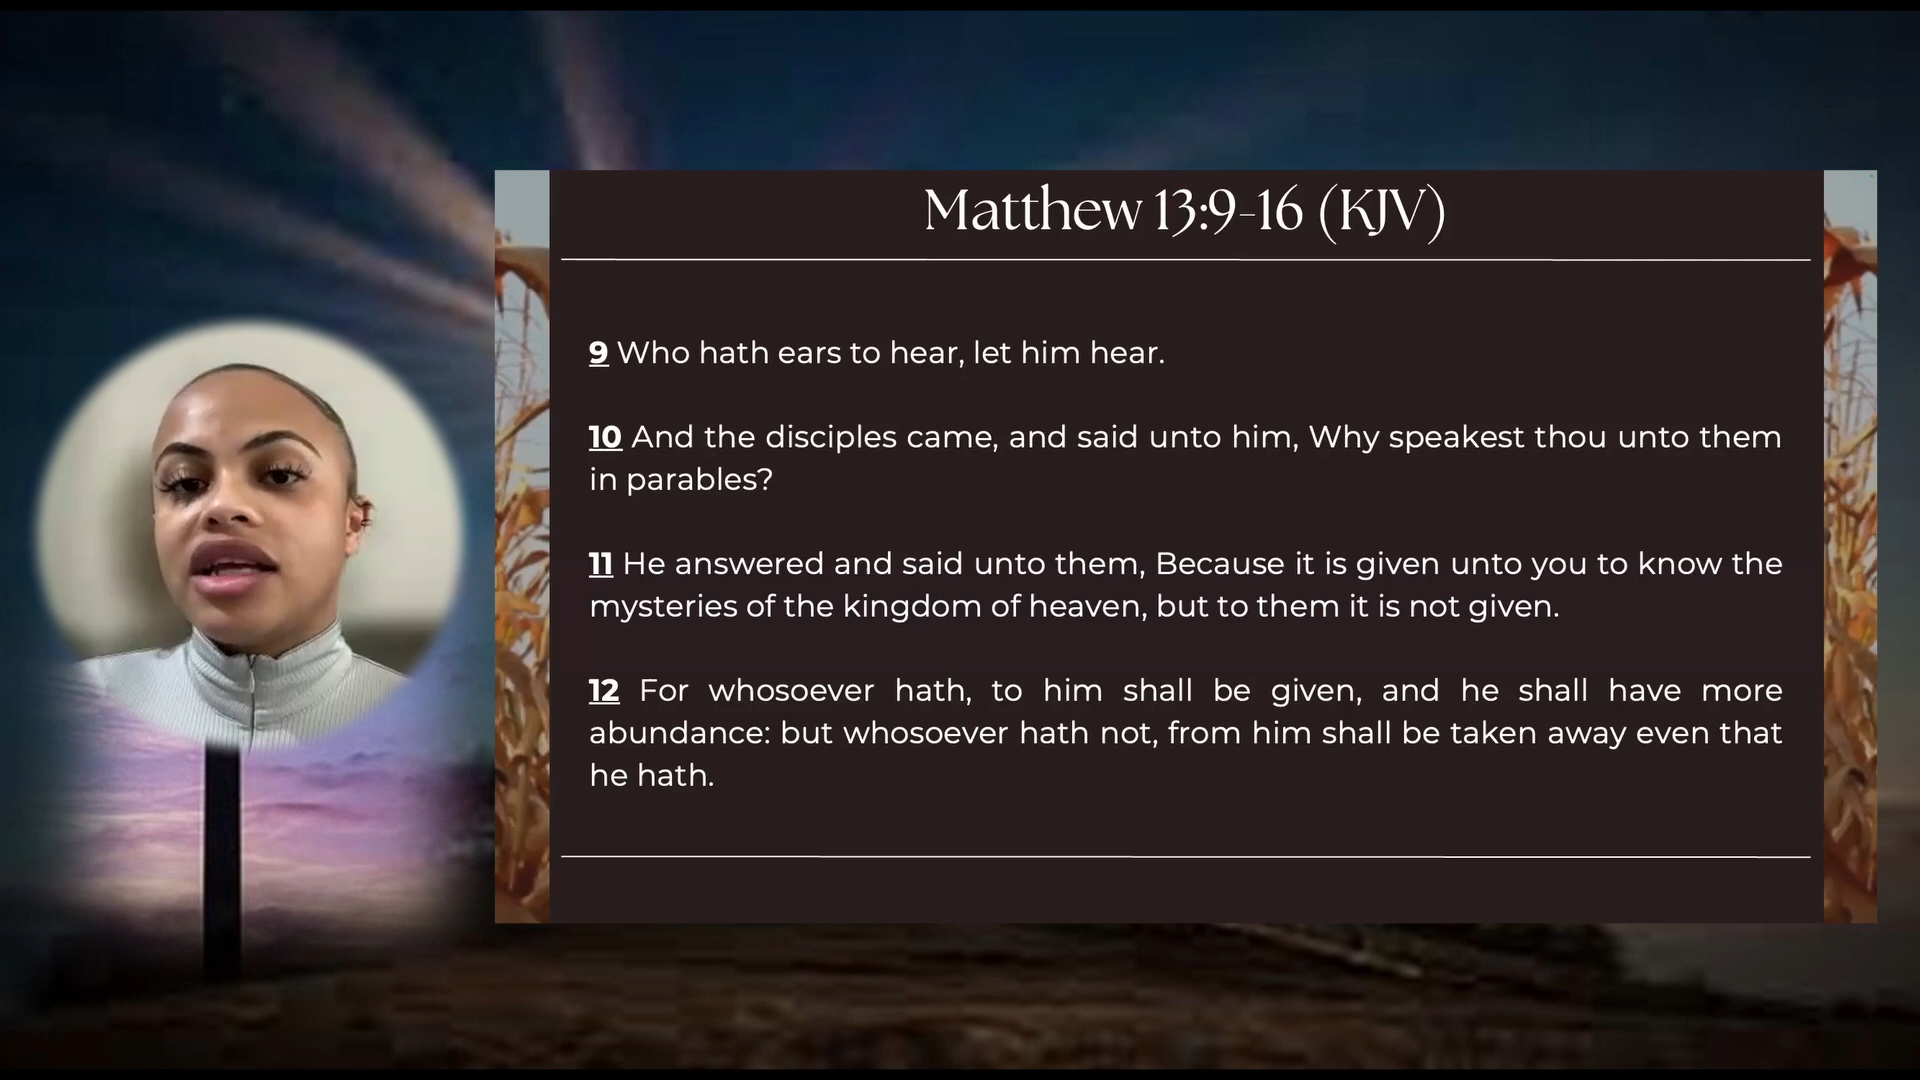 Matthew 13:9-16 (KJV)
9 Who hath ears to hear, let him hear.
10 And the disciples came, and said unto him, Why speakest thou unto them
in parables?
11 He answered and said unto them, Because it is given unto you to know the
mysteries of the kingdom of heaven, but to them it is not given.
12 For whosoever hath, to him shall be given, and he shall have more
abundance: but whosoever hath not, from him shall be taken away even that
he hath.